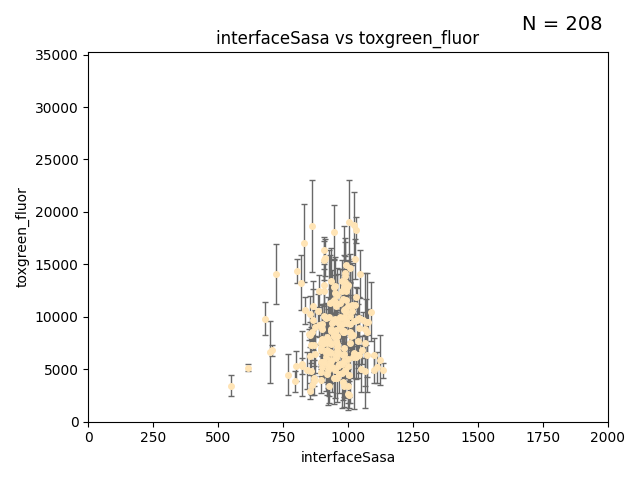 N = 208
interfaceSasa vs toxgreen_fluor
35000
30000
25000
20000
15000
10000
5000
0
toxgreen_fluor
0 250 500 750 1000 1250 1500 1750 2000
interfaceSasa